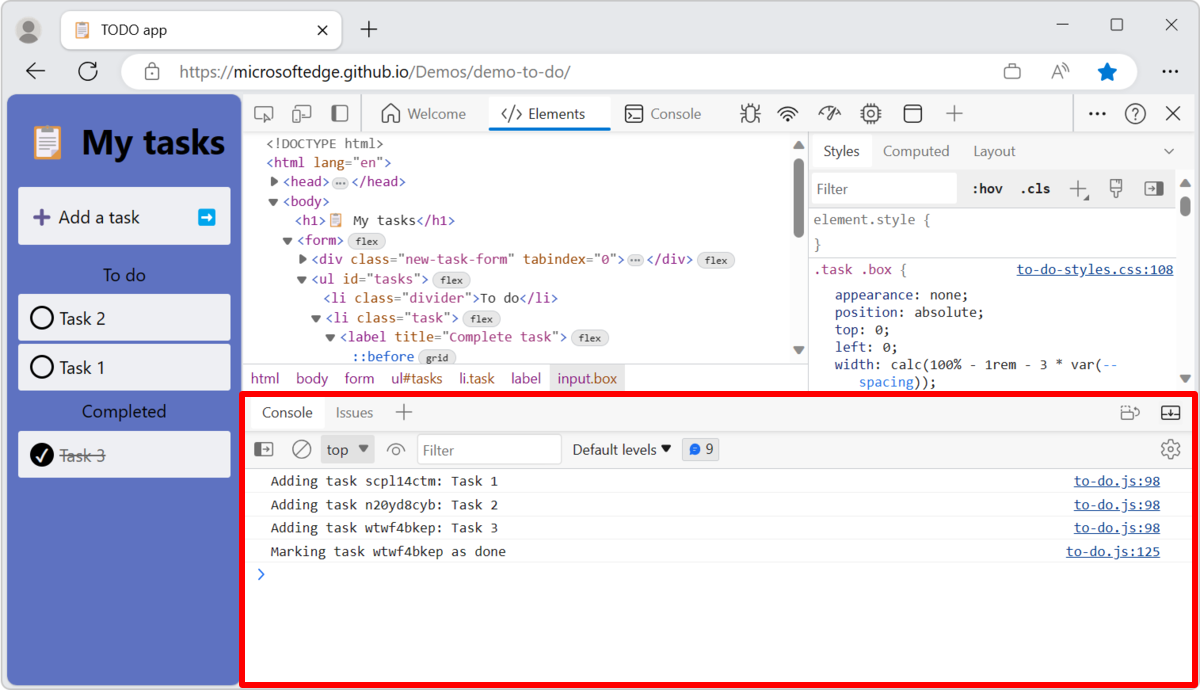 TODO app
https://microsoftedge.github.io/Demos/demo-to-do/
My tasks
Add a task
To do
Task 2
Task 1
Completed
Task 3
Welcome
</> Elements
Console
<!DOCTYPE html>
<html lang="en">
<head> ... </head>
<body>
<h1>📋 My tasks</h1>
<form> flex
<div class="new-task-form" tabindex="0"> ... </div> flex
<ul id="tasks"> flex
<li class="divider">To do</li>
<li class="task"> flex
<label title="Complete task"> flex
::before grid
html body form ul#tasks li.task label input.box
Styles Computed Layout
Filter :hov .cls
element.style {
}
.task .box { to-do-styles.css:108
appearance: none;
position: absolute;
top: 0;
left: 0;
width: calc(100% - 1rem - 3 * var(--
spacing));
Console Issues
top Filter Default levels 9
Adding task scpl14ctm: Task 1 to-do.js:98
Adding task n20yd8cyb: Task 2 to-do.js:98
Adding task wtwf4bkep: Task 3 to-do.js:98
Marking task wtwf4bkep as done to-do.js:125